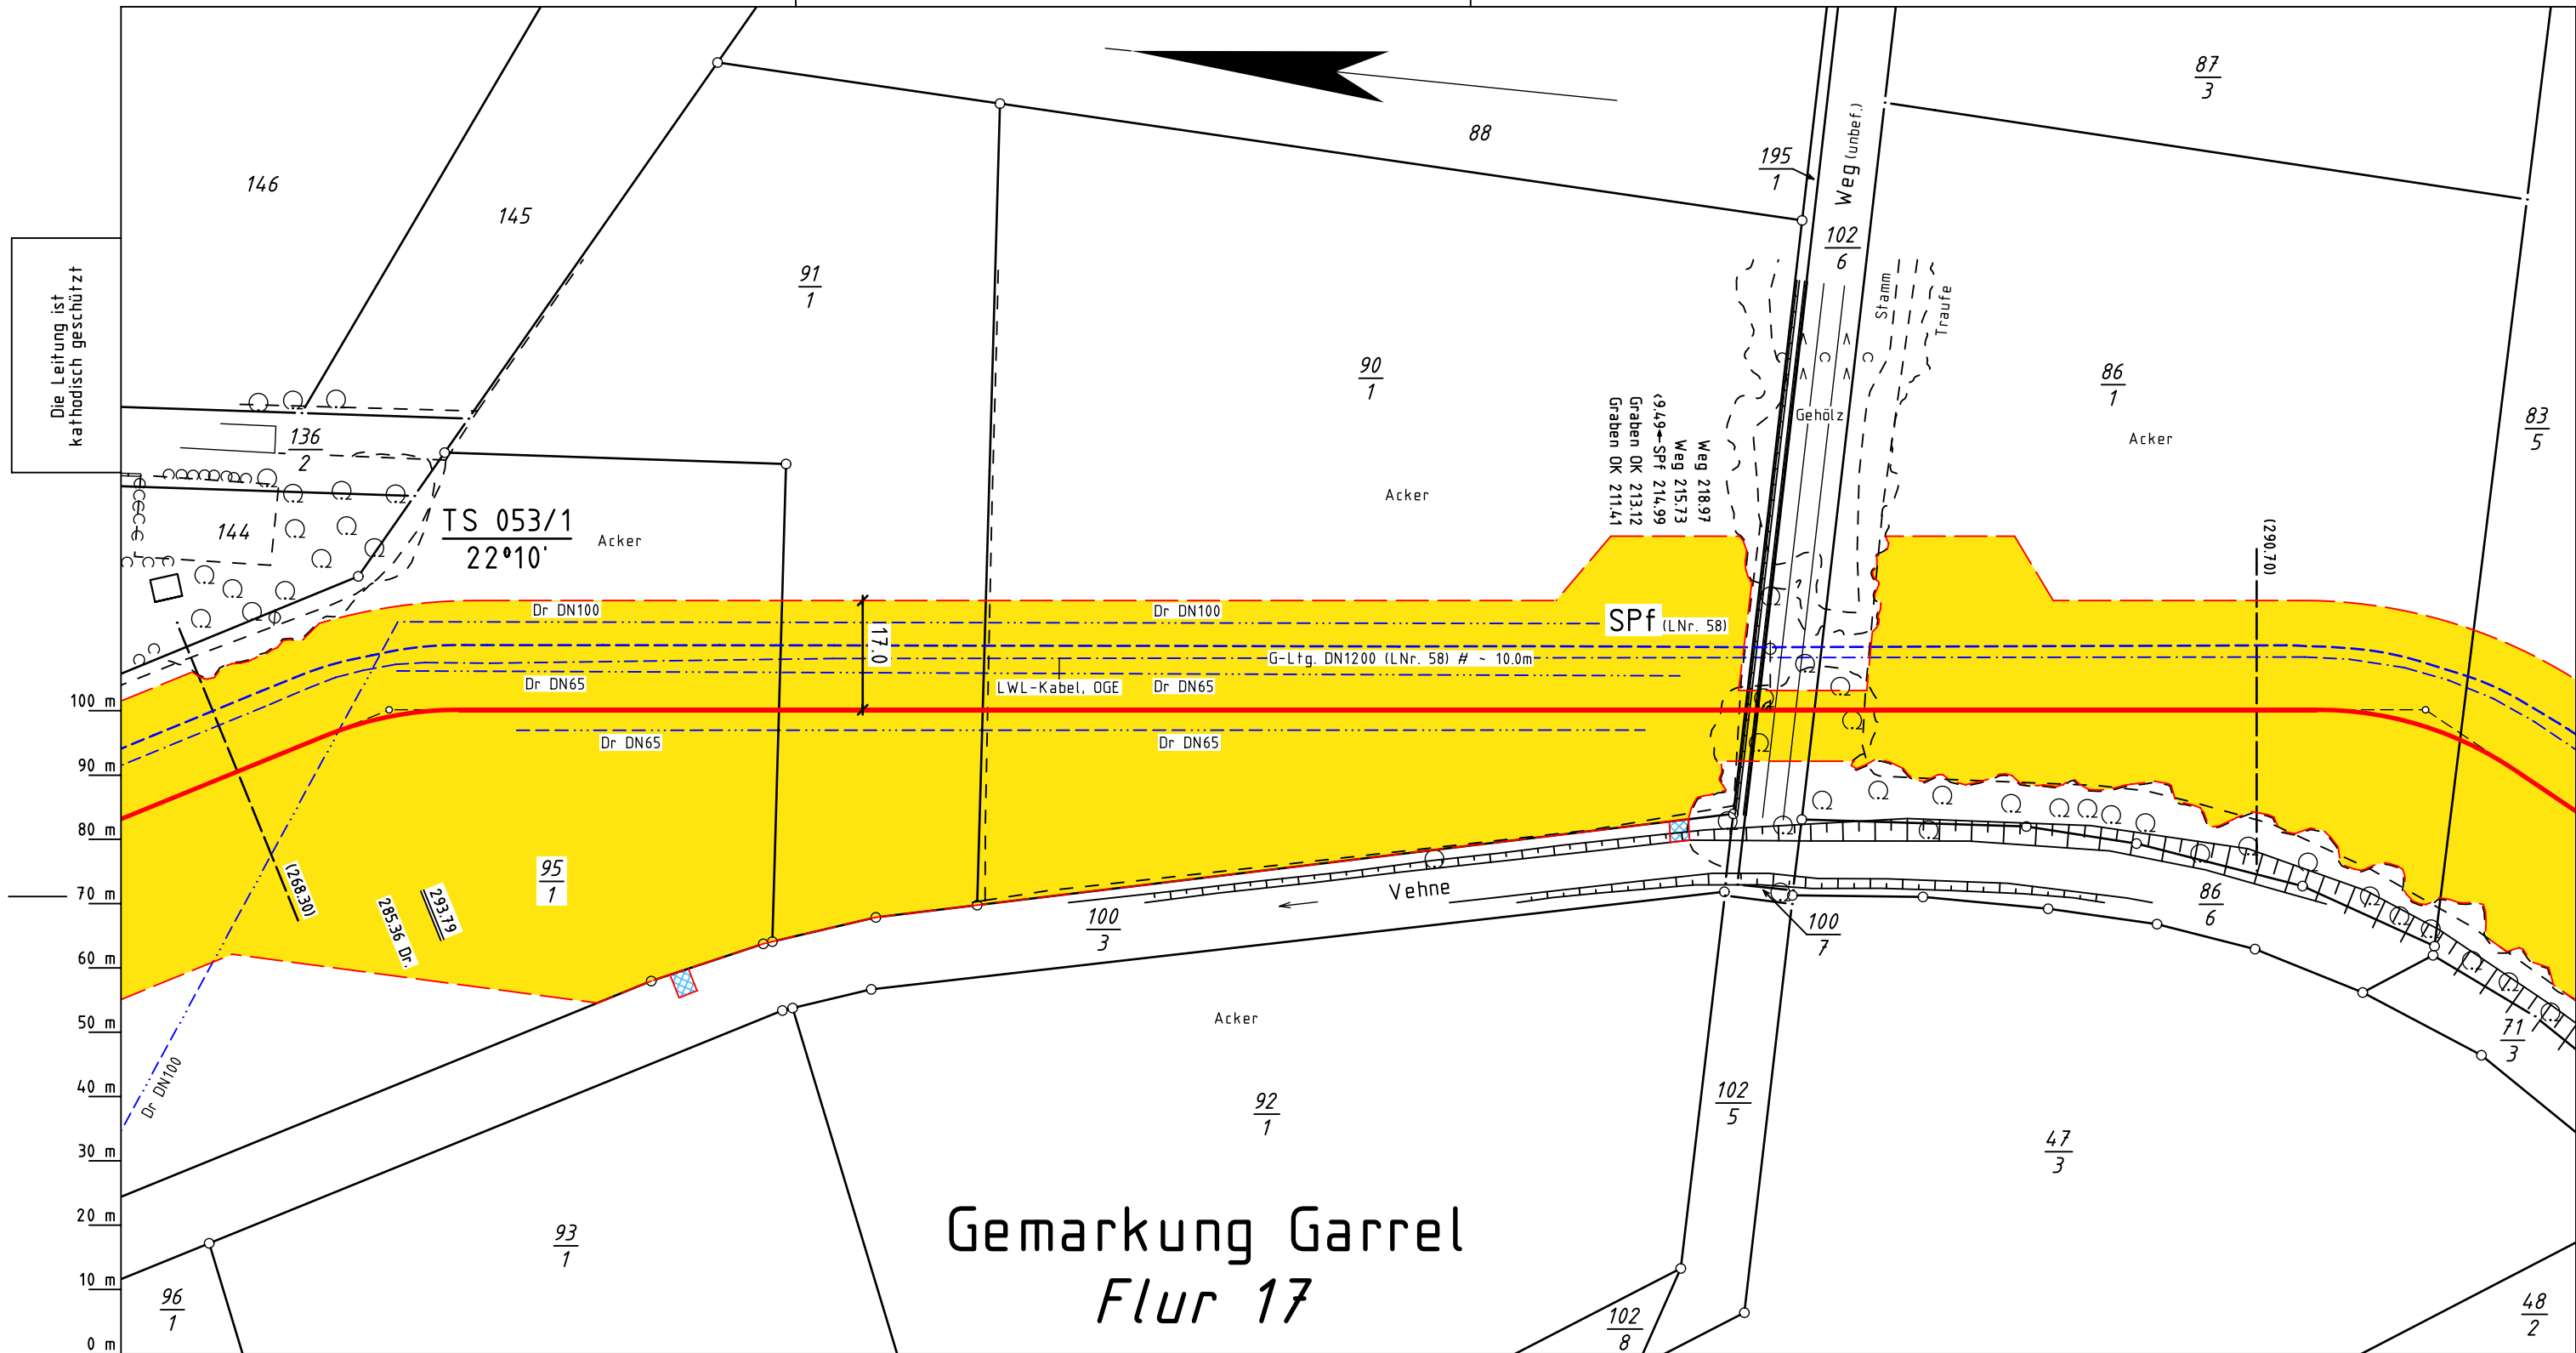 87
3
88
Weg (unbef.)
195
1
146
145
102
6
91
1
Die Leitung ist
kathodisch geschützt
Stamm
Traufe
90
1
86
1
Gehölz
83
5
Acker
136
2
Acker
Weg 218.97
Weg 215.73
<9.49 SPf 214.99
Graben OK 213.12
Graben OK 211.41
144
TS 053/1
22°10'
Acker
(290.70)
Dr DN100
Dr DN100
SPf (LNr. 58)
17.0
G-Ltg. DN1200 (LNr. 58) # ~ 10.0m
Dr DN65
LWL-Kabel, OGE
Dr DN65
100 m
Dr DN65
Dr DN65
90 m
80 m
95
1
(268.30)
293.79
285.36 Dr.
70 m
Vehne
100
3
100
7
86
6
60 m
50 m
Acker
71
3
Dr DN100
40 m
92
1
102
5
47
3
30 m
20 m
93
1
Gemarkung Garrel
Flur 17
10 m
96
1
102
8
48
2
0 m